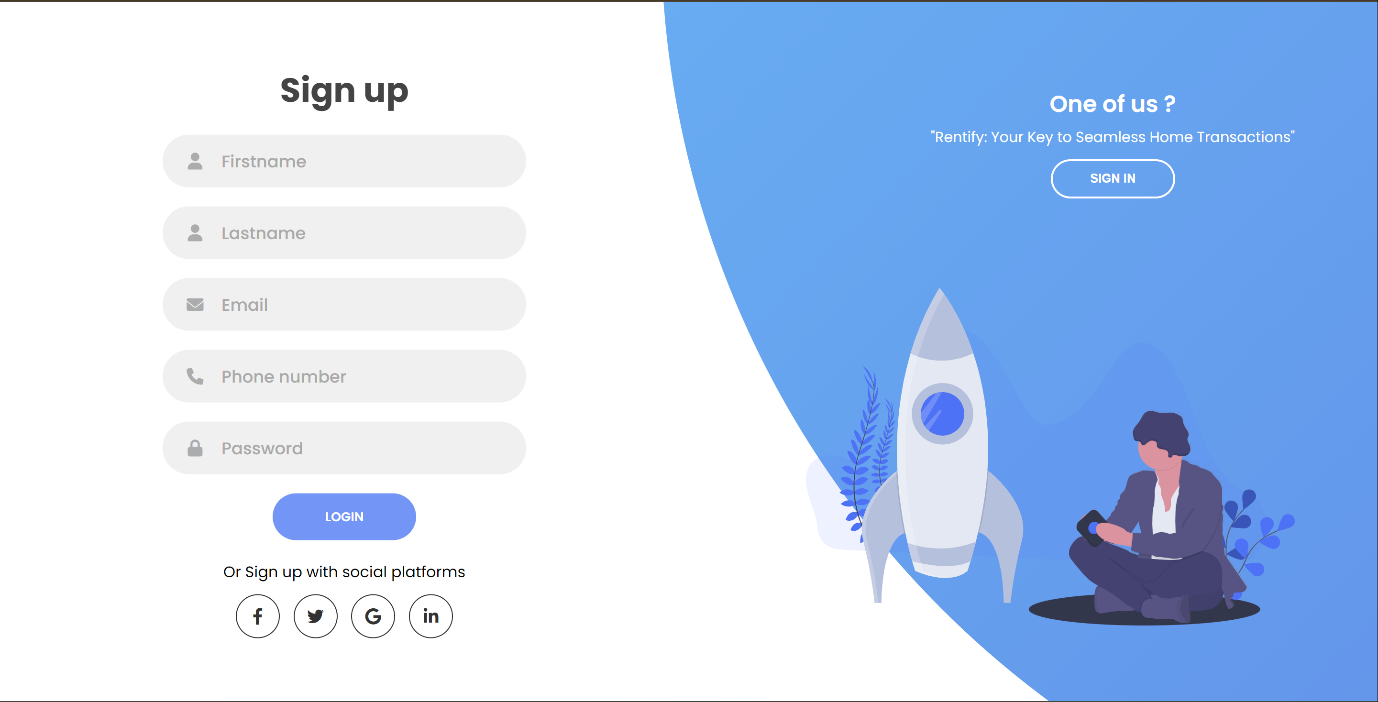 Sign up
Firstname
Lastname
Email
Phone number
Password
LOGIN
Or Sign up with social platforms
One of us ?
"Rentify: Your Key to Seamless Home Transactions"
SIGN IN